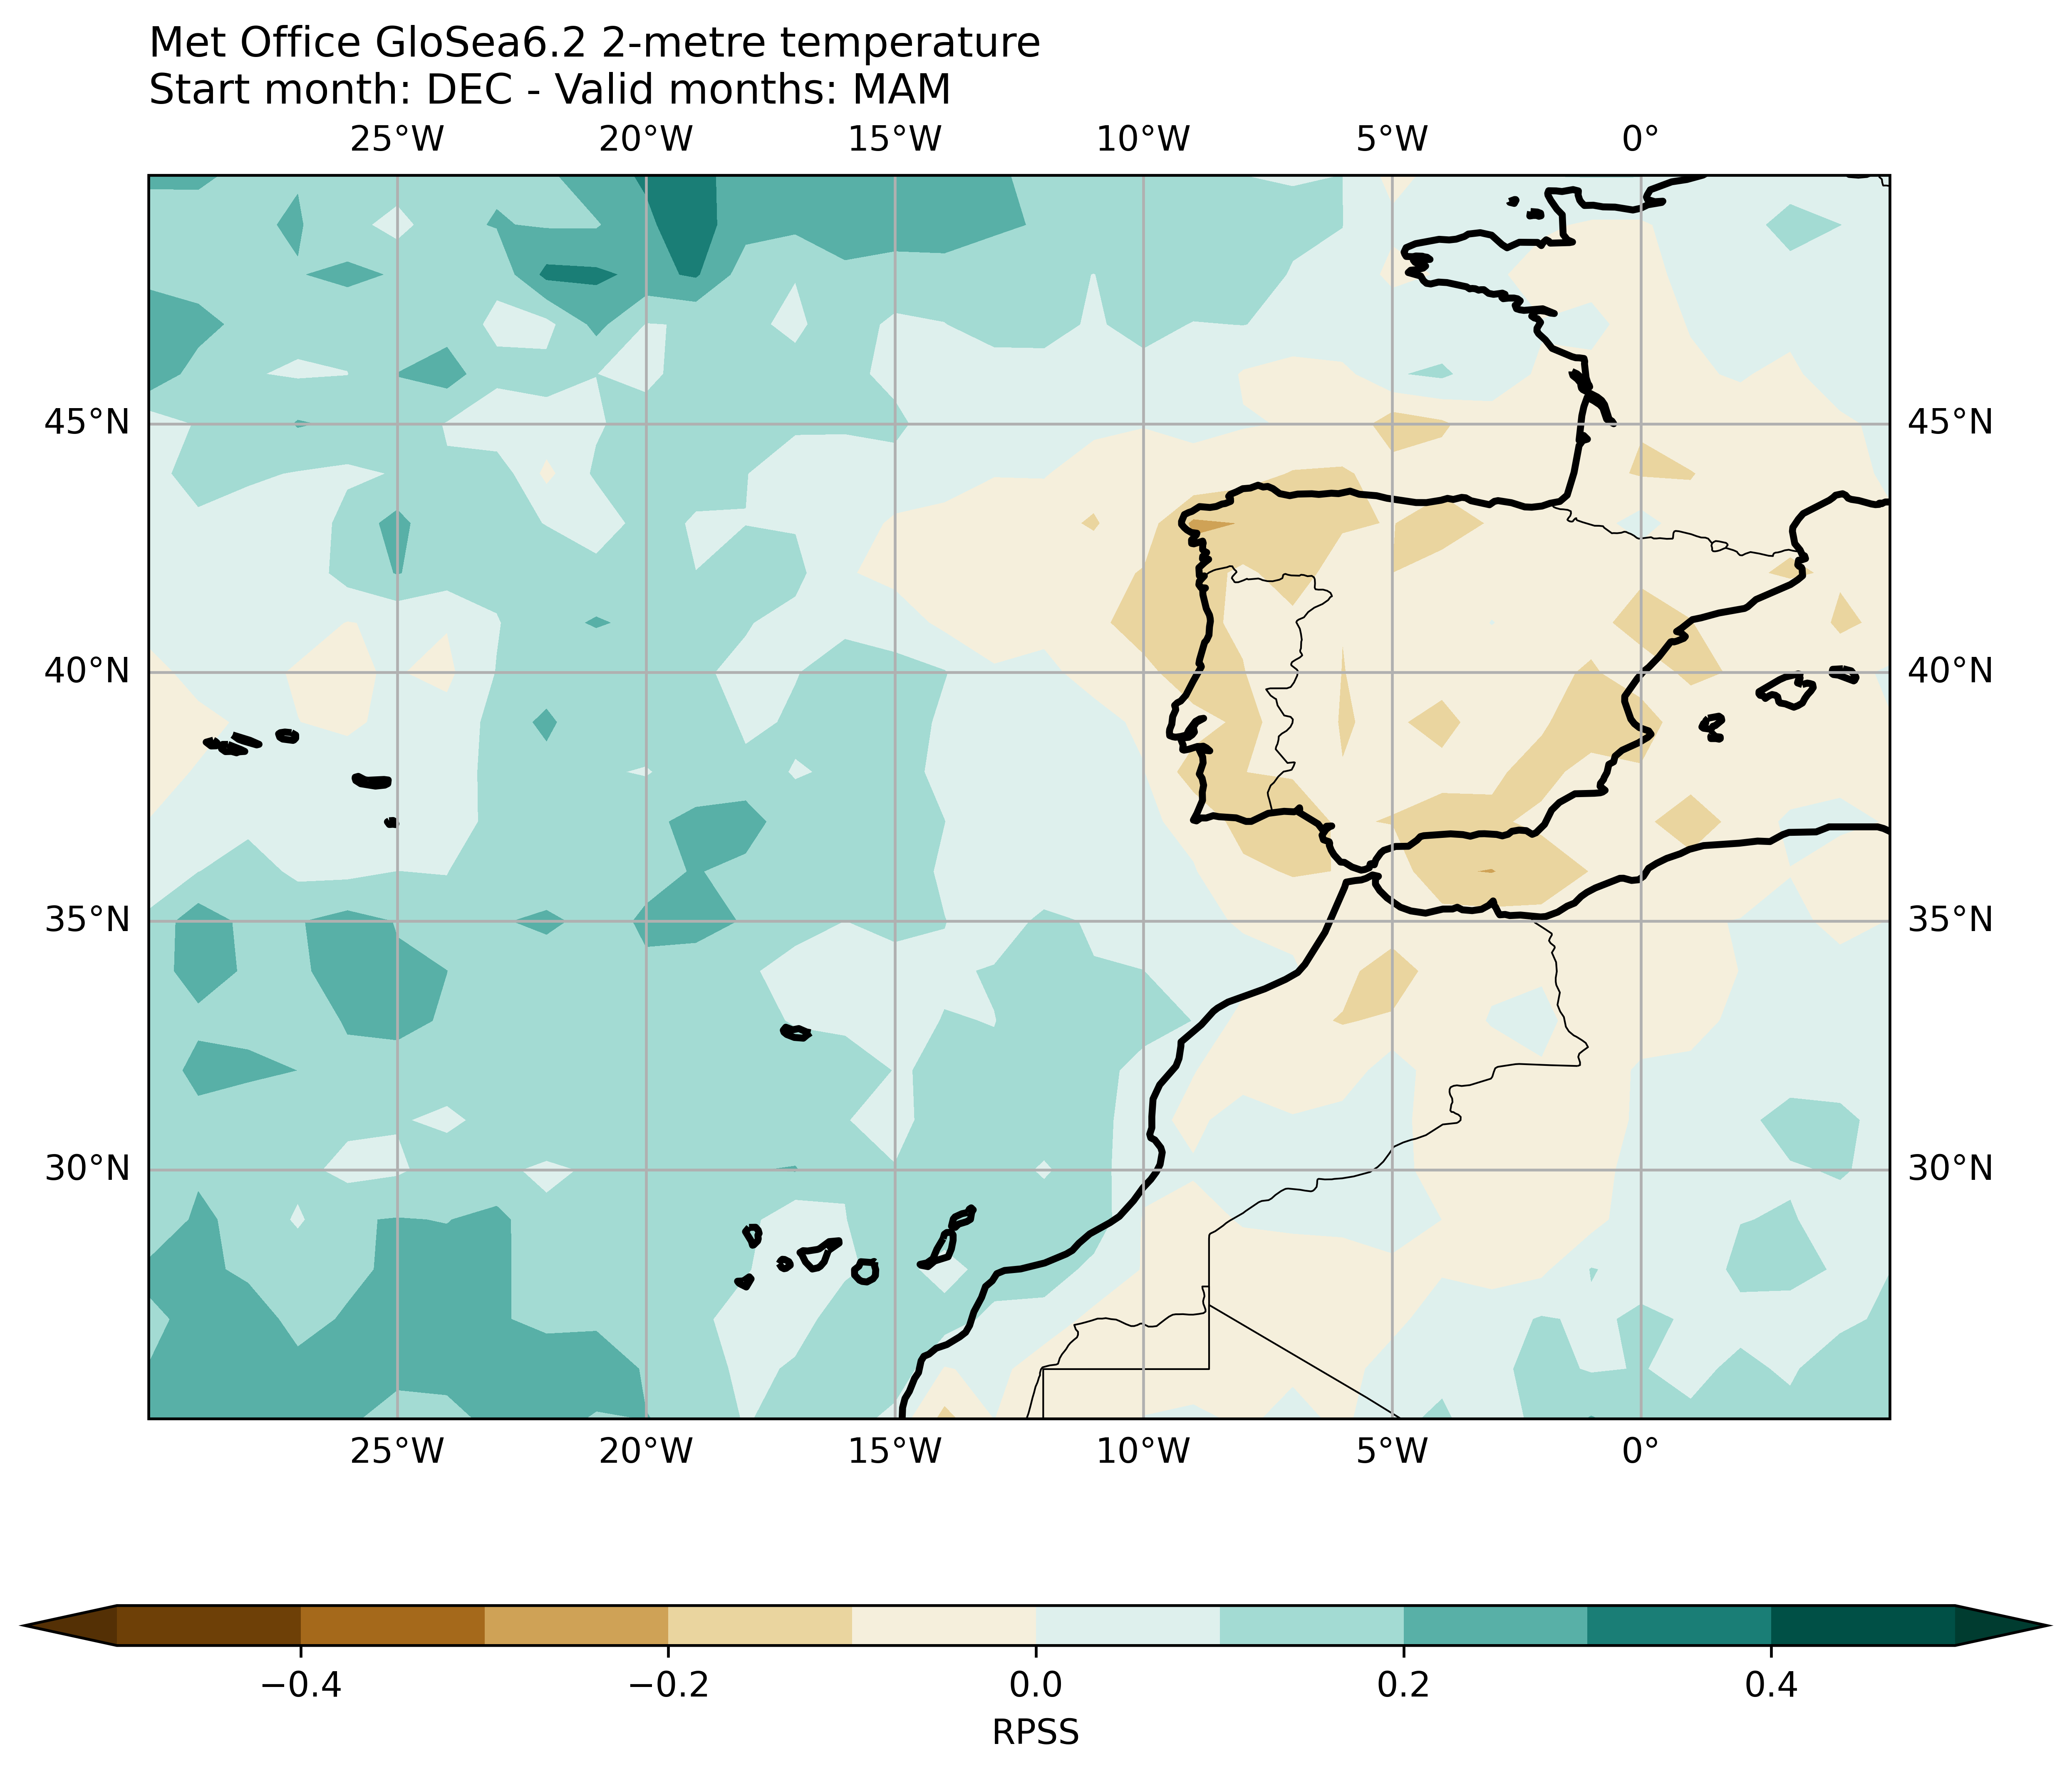 Met Office GloSea6.2 2-metre temperature
Start month: DEC - Valid months: MAM
25°W 20°W 15°W 10°W 5°W 0°
45°N 45°N
40°N 40°N
35°N 35°N
30°N 30°N
25°W 20°W 15°W 10°W 5°W 0°
−0.4 −0.2 0.0 0.2 0.4
RPSS